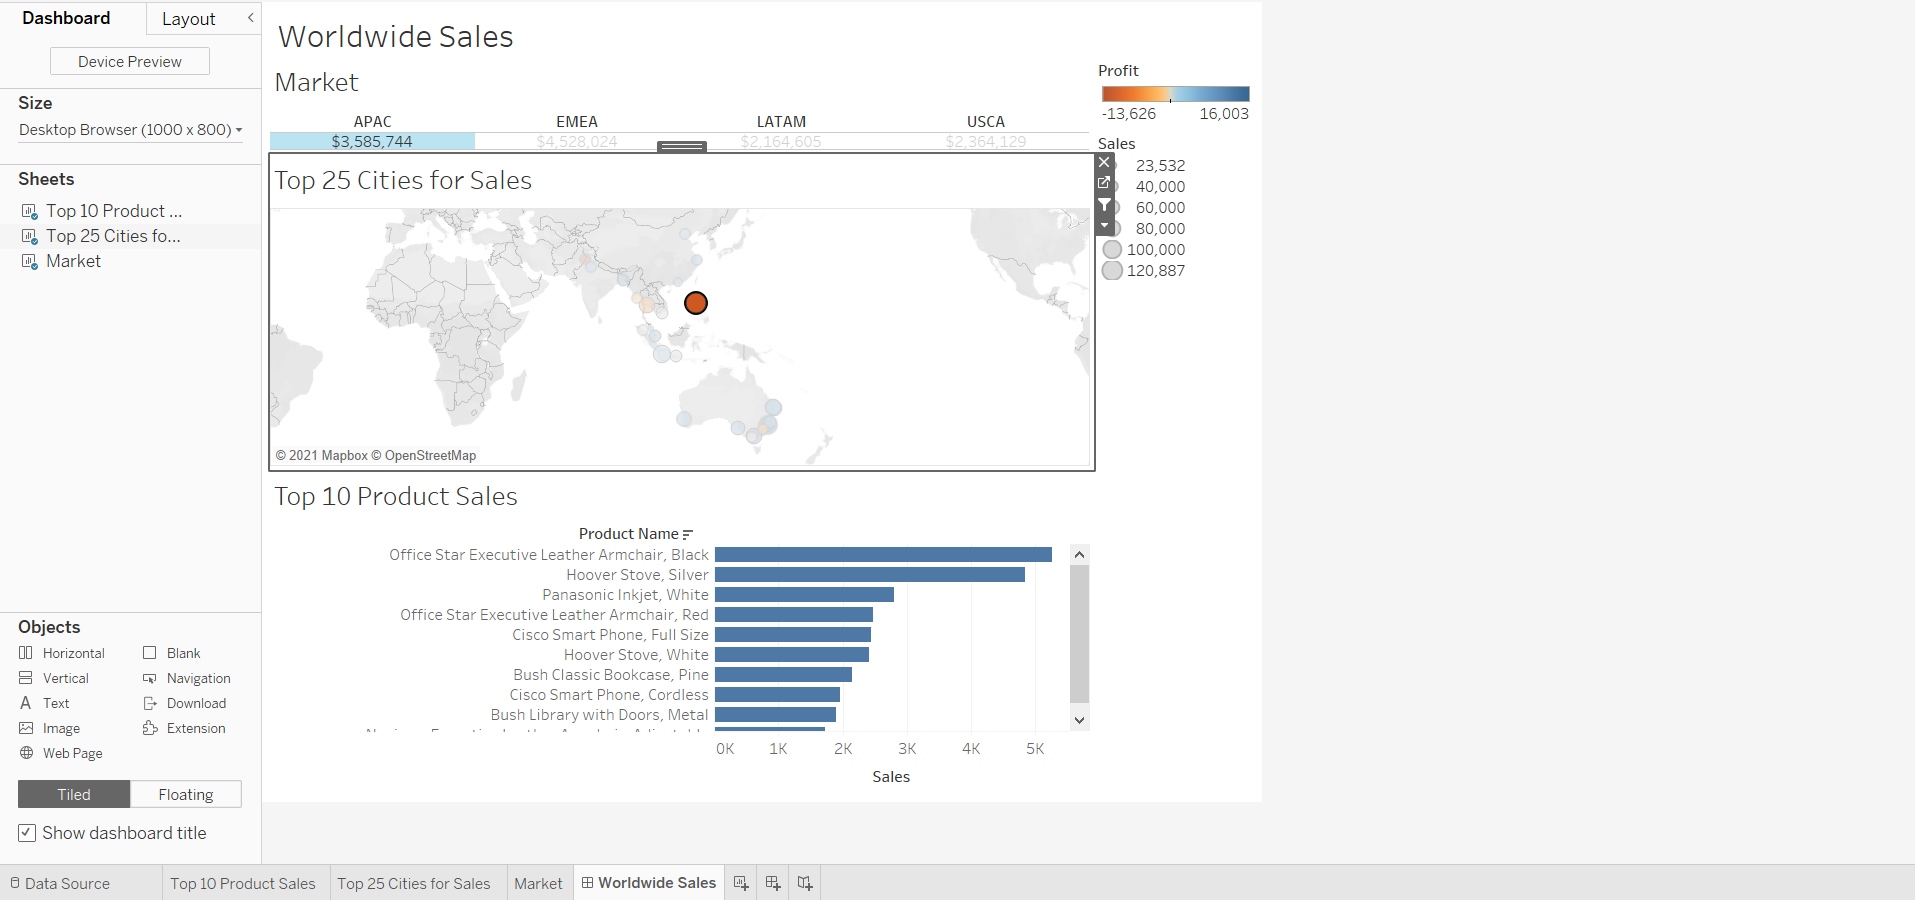 Dashboard
Layout
Device Preview
Size
Desktop Browser (1000 x 800)
Sheets
Top 10 Product ...
Top 25 Cities fo...
Market
Objects
Horizontal
Blank
Vertical
Navigation
Text
Download
Image
Extension
Web Page
Tiled
Floating
Show dashboard title
Worldwide Sales
Market
APAC EMEA LATAM USCA
$3,585,744 $4,528,024 $2,164,605 $2,364,129
Top 25 Cities for Sales
© 2021 Mapbox © OpenStreetMap
Profit
-13,626 16,003
Sales
23,532
40,000
60,000
80,000
100,000
120,887
Top 10 Product Sales
Product Name
Office Star Executive Leather Armchair, Black
Hoover Stove, Silver
Panasonic Inkjet, White
Office Star Executive Leather Armchair, Red
Cisco Smart Phone, Full Size
Hoover Stove, White
Bush Classic Bookcase, Pine
Cisco Smart Phone, Cordless
Bush Library with Doors, Metal
0K 1K 2K 3K 4K 5K
Sales
Data Source
Top 10 Product Sales
Top 25 Cities for Sales
Market
Worldwide Sales